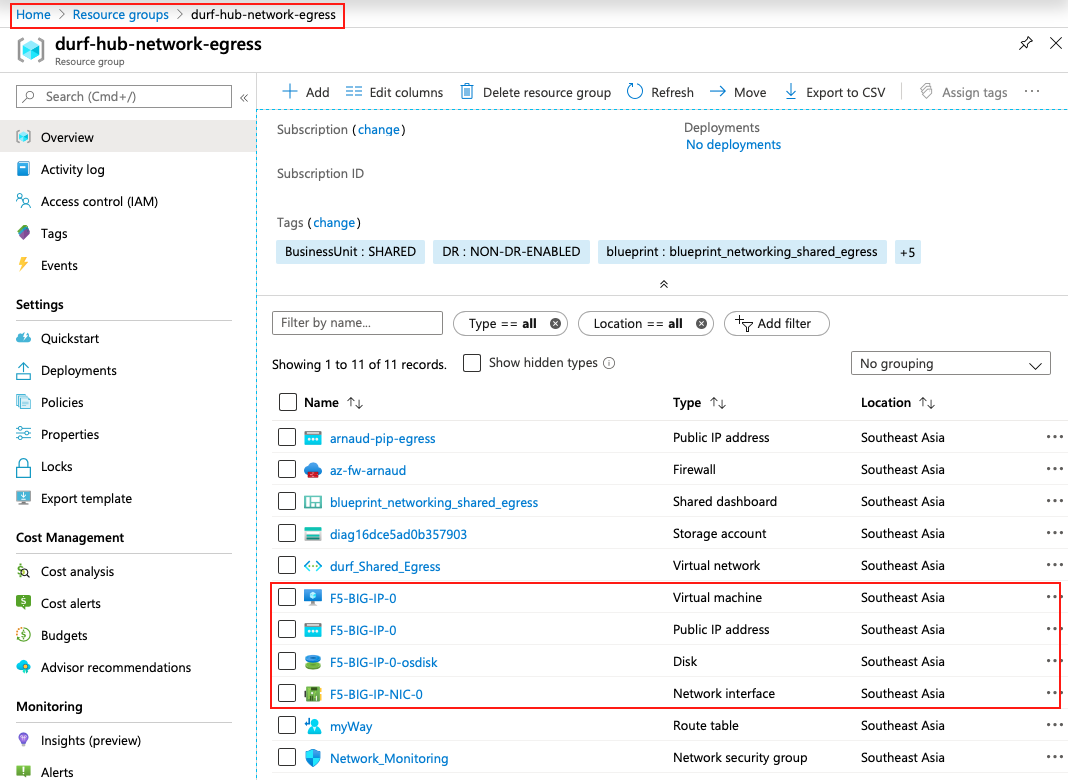 Home > Resource groups > durf-hub-network-egress
durf-hub-network-egress
Resource group
Search (Cmd+/)
«
Overview
Activity log
Access control (IAM)
Tags
Events
Settings
Quickstart
Deployments
Policies
Properties
Locks
Export template
Cost Management
Cost analysis
Cost alerts
Budgets
Advisor recommendations
Monitoring
Insights (preview)
Alerts
Add Edit columns Delete resource group Refresh Move Export to CSV Assign tags ...
Subscription (change)
Deployments
No deployments
Subscription ID
Tags (change)
BusinessUnit : SHARED DR : NON-DR-ENABLED blueprint : blueprint_networking_shared_egress +5
Filter by name... Type == all Location == all Add filter
Showing 1 to 11 of 11 records. Show hidden types No grouping
Name Type Location
arnaud-pip-egress Public IP address Southeast Asia ...
az-fw-arnaud Firewall Southeast Asia ...
blueprint_networking_shared_egress Shared dashboard Southeast Asia ...
diag16dce5ad0b357903 Storage account Southeast Asia ...
durf_Shared_Egress Virtual network Southeast Asia ...
F5-BIG-IP-0 Virtual machine Southeast Asia ...
F5-BIG-IP-0 Public IP address Southeast Asia ...
F5-BIG-IP-0-osdisk Disk Southeast Asia ...
F5-BIG-IP-NIC-0 Network interface Southeast Asia ...
myWay Route table Southeast Asia ...
Network_Monitoring Network security group Southeast Asia ...